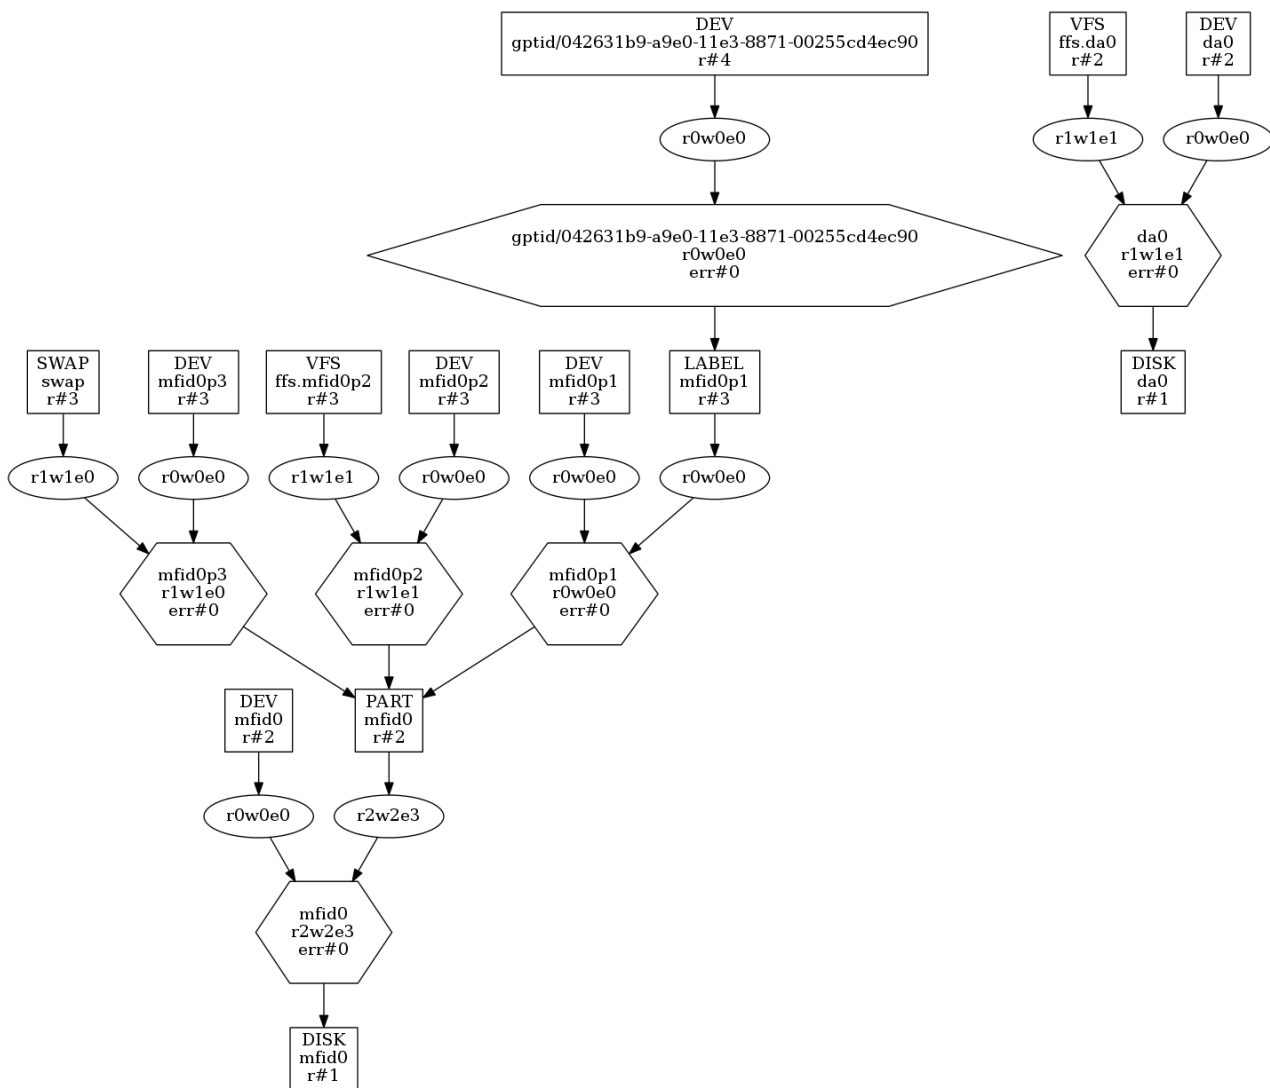 DEV
gptid/042631b9-a9e0-11e3-8871-00255cd4ec90
r#4
VFS
ffs.da0
r#2
DEV
da0
r#2
r0w0e0
r1w1e1
r0w0e0
gptid/042631b9-a9e0-11e3-8871-00255cd4ec90
r0w0e0
err#0
da0
r1w1e1
err#0
SWAP
swap
r#3
DEV
mfid0p3
r#3
VFS
ffs.mfid0p2
r#3
DEV
mfid0p2
r#3
DEV
mfid0p1
r#3
LABEL
mfid0p1
r#3
DISK
da0
r#1
r1w1e0
r0w0e0
r1w1e1
r0w0e0
r0w0e0
r0w0e0
mfid0p3
r1w1e0
err#0
mfid0p2
r1w1e1
err#0
mfid0p1
r0w0e0
err#0
DEV
mfid0
r#2
PART
mfid0
r#2
r0w0e0
r2w2e3
mfid0
r2w2e3
err#0
DISK
mfid0
r#1